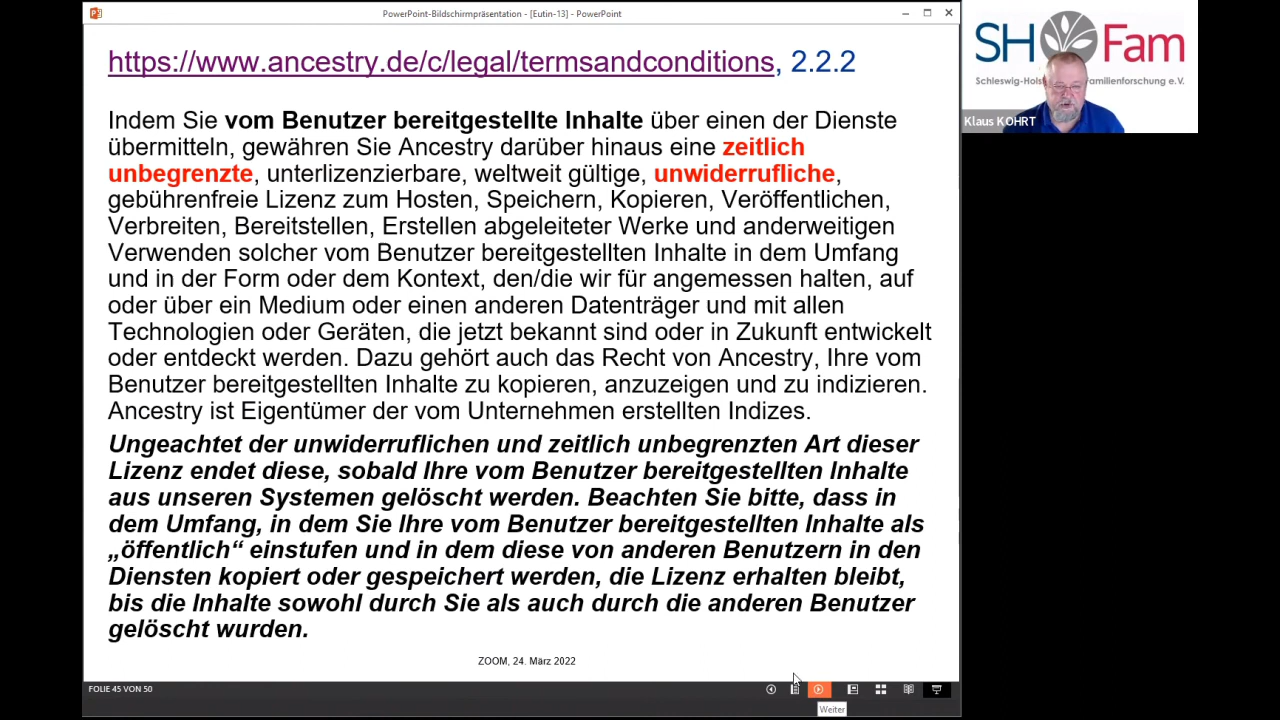 PowerPoint-Bildschirmpräsentation - [Eutin-13] - PowerPoint
https://www.ancestry.de/c/legal/termsandconditions, 2.2.2
Indem Sie vom Benutzer bereitgestellte Inhalte über einen der Dienste
übermitteln, gewähren Sie Ancestry darüber hinaus eine zeitlich
unbegrenzte, unterlizenzierbare, weltweit gültige, unwiderrufliche,
gebührenfreie Lizenz zum Hosten, Speichern, Kopieren, Veröffentlichen,
Verbreiten, Bereitstellen, Erstellen abgeleiteter Werke und anderweitigen
Verwenden solcher vom Benutzer bereitgestellten Inhalte in dem Umfang
und in der Form oder dem Kontext, den/die wir für angemessen halten, auf
oder über ein Medium oder einen anderen Datenträger und mit allen
Technologien oder Geräten, die jetzt bekannt sind oder in Zukunft entwickelt
oder entdeckt werden. Dazu gehört auch das Recht von Ancestry, Ihre vom
Benutzer bereitgestellten Inhalte zu kopieren, anzuzeigen und zu indizieren.
Ancestry ist Eigentümer der vom Unternehmen erstellten Indizes.
Ungeachtet der unwiderruflichen und zeitlich unbegrenzten Art dieser
Lizenz endet diese, sobald Ihre vom Benutzer bereitgestellten Inhalte
aus unseren Systemen gelöscht werden. Beachten Sie bitte, dass in
dem Umfang, in dem Sie Ihre vom Benutzer bereitgestellten Inhalte als
„öffentlich“ einstufen und in dem diese von anderen Benutzern in den
Diensten kopiert oder gespeichert werden, die Lizenz erhalten bleibt,
bis die Inhalte sowohl durch Sie als auch durch die anderen Benutzer
gelöscht wurden.
ZOOM, 24. März 2022
FOLIE 45 VON 50
Weiter
SH Fam
Schleswig-Hols amilienforschung e.V.
Klaus KOHRT